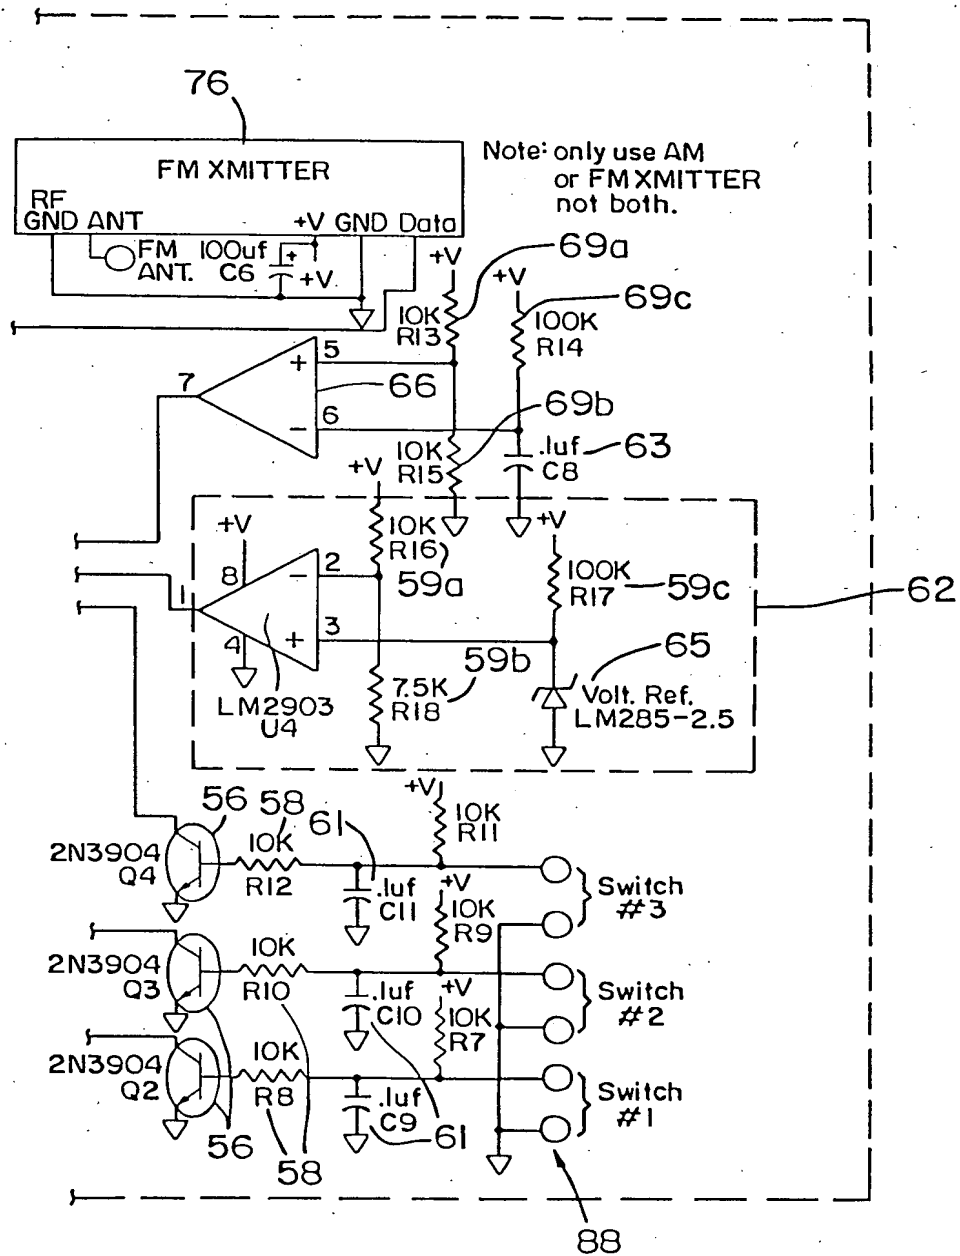 76
FM XMITTER
Note: only use AM
or FM XMITTER
not both.
RF
GND ANT +V GND Data
FM
ANT.
100uf
C6
+
+V
+V
69a
+V
69c
10K
R13
100K
R14
7
5
+
66
6
−
69b
10K
R15
.1uf
C8
63
+V
+V
+V
10K
R16
59a
8
2
−
1
100K
R17
59c
62
3
+
4
59b
65
LM2903
U4
7.5K
R18
Volt. Ref.
LM285-2.5
+V
56
58
61
10K
R11
2N3904
Q4
10K
R12
.1uf
C11
+V
Switch
#3
10K
R9
2N3904
Q3
10K
R10
.1uf
C10
+V
Switch
#2
10K
R7
2N3904
Q2
10K
R8
.1uf
C9
Switch
#1
56
58
61
88